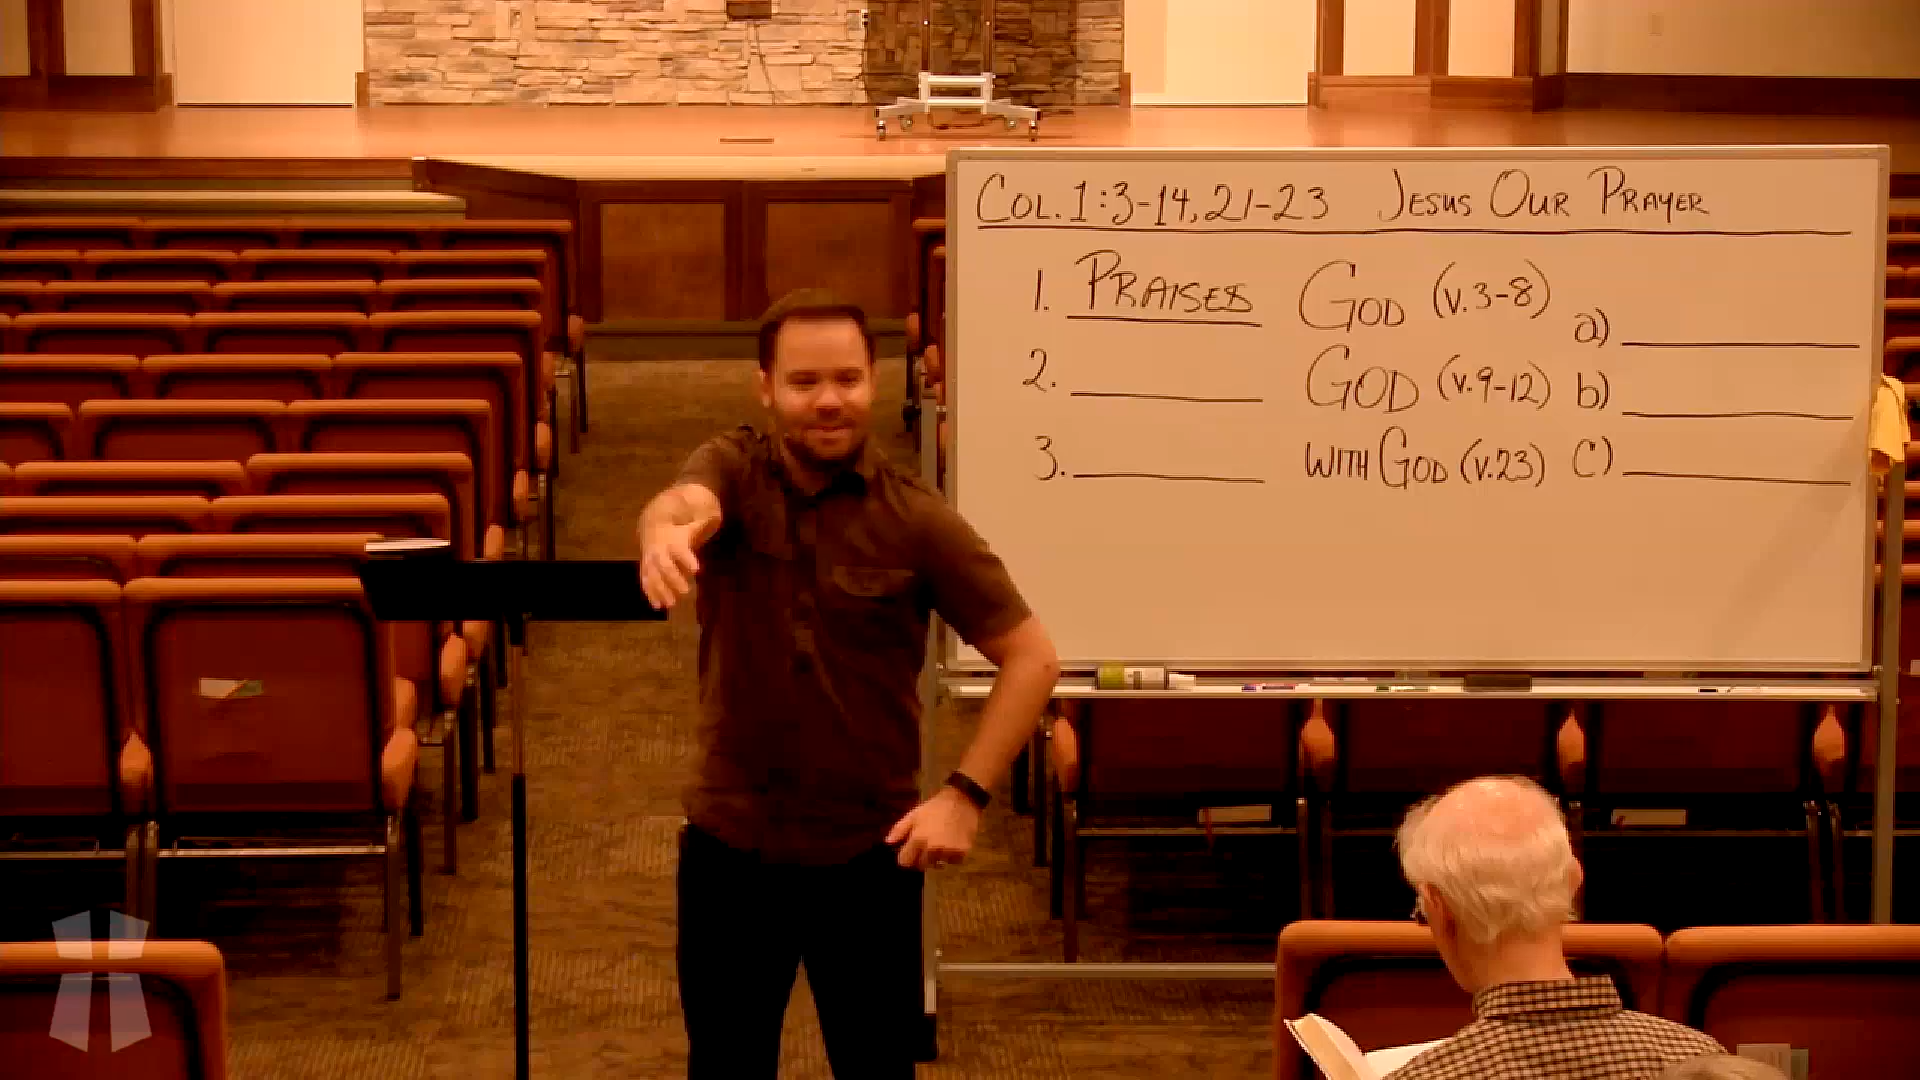 COL. 1:3-14, 21-23 JESUS OUR PRAYER
1. PRAISES GOD (v.3-8) a)
2. GOD (v.9-12) b)
3. WITH GOD (v.23) c)